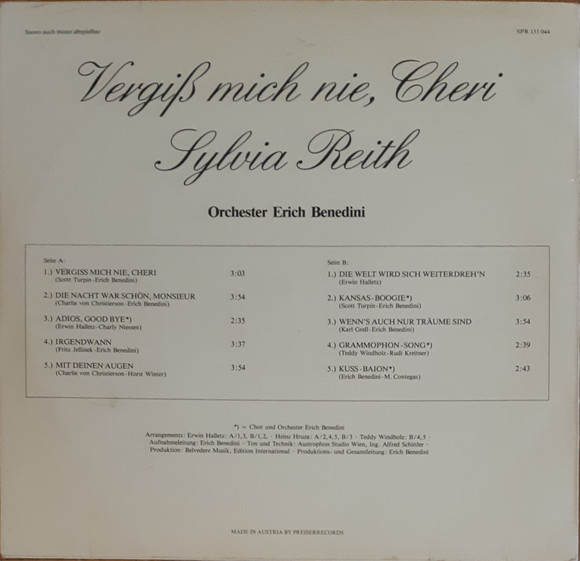 Stereo auch mono abspielbar
SPR 133 044
Vergiß mich nie, Cheri
Sylvia Reith
Orchester Erich Benedini
Seite A:
1.) VERGISS MICH NIE, CHERI 3:03
(Scott Turpin-Erich Benedini)
2.) DIE NACHT WAR SCHÖN, MONSIEUR 3:54
(Charlie von Christierson-Erich Benedini)
3.) ADIOS, GOOD BYE*) 2:35
(Erwin Halletz-Charly Niessen)
4.) IRGENDWANN 3:37
(Fritz Jellinek-Erich Benedini)
5.) MIT DEINEN AUGEN 3:54
(Charlie von Christierson-Horst Winter)
Seite B:
1.) DIE WELT WIRD SICH WEITERDREH'N 2:35
(Erwin Halletz)
2.) KANSAS-BOOGIE*) 3:06
(Scott Turpin-Erich Benedini)
3.) WENN'S AUCH NUR TRÄUME SIND 3:54
(Karl Grell-Erich Benedini)
4.) GRAMMOPHON-SONG*) 2:39
(Teddy Windholz-Rudi Kreitner)
5.) KUSS-BAION*) 2:43
(Erich Benedini-M. Contegas)
*) = Chor und Orchester Erich Benedini
Arrangements: Erwin Halletz: A/1,3, B/1,2, · Heinz Hruza: A/2,4,5, B/3 · Teddy Windholz: B/4,5 ·
Aufnahmeleitung: Erich Benedini · Ton und Technik: Austrophon Studio Wien, Ing. Alfred Schittler ·
Produktion: Belvedere Musik, Edition International · Produktions- und Gesamtleitung: Erich Benedini
MADE IN AUSTRIA BY PREISERRECORDS